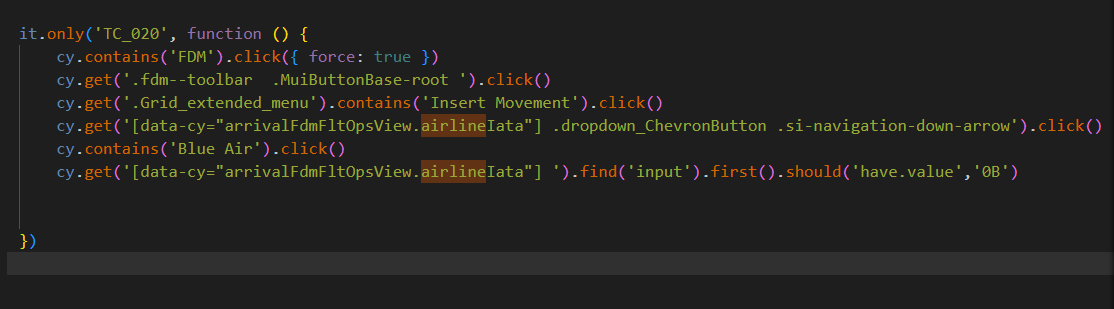 it.only('TC_020', function () {
cy.contains('FDM').click({ force: true })
cy.get('.fdm--toolbar  .MuiButtonBase-root ').click()
cy.get('.Grid_extended_menu').contains('Insert Movement').click()
cy.get('[data-cy="arrivalFdmFltOpsView.airlineIata"] .dropdown_ChevronButton .si-navigation-down-arrow').click()
cy.contains('Blue Air').click()
cy.get('[data-cy="arrivalFdmFltOpsView.airlineIata"] ').find('input').first().should('have.value','0B')
})